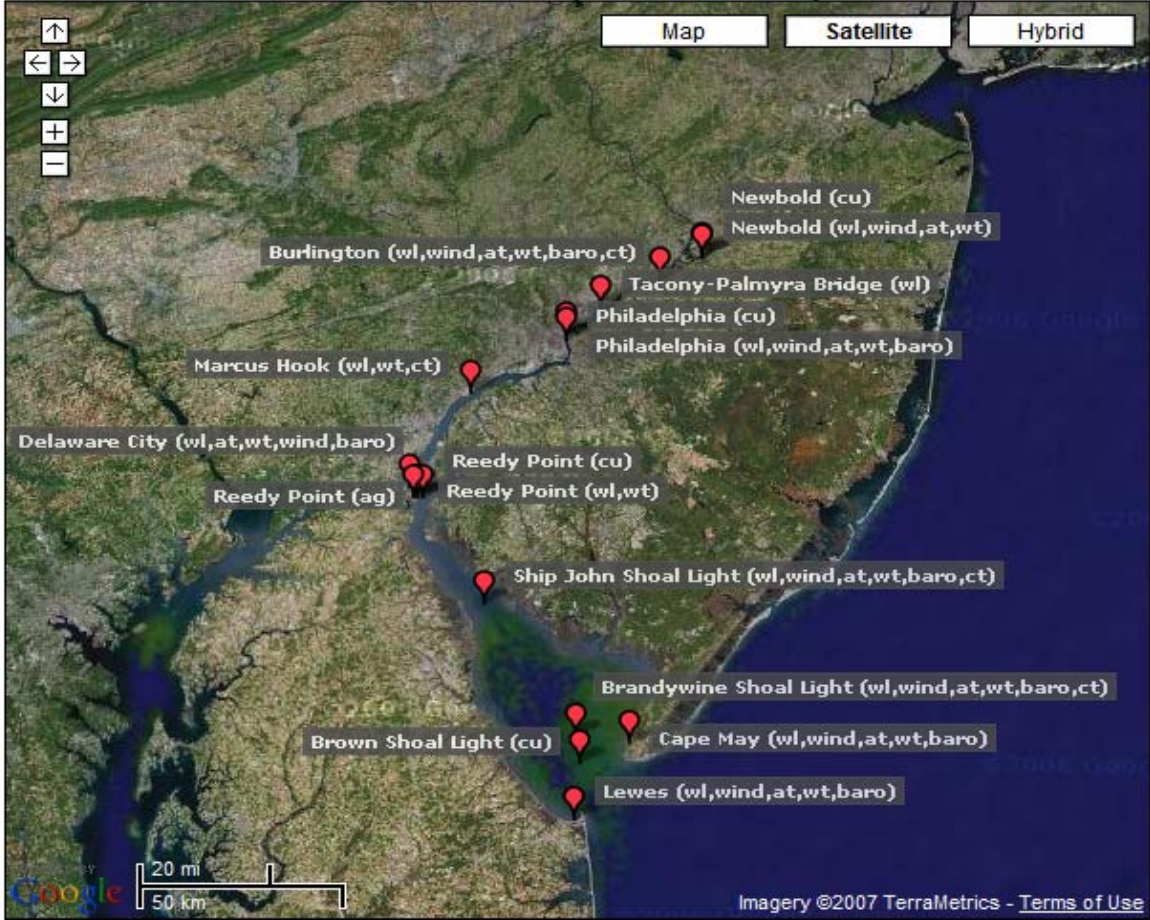 Map
Satellite
Hybrid
Newbold (cu)
Newbold (wl,wind,at,wt)
Burlington (wl,wind,at,wt,baro,ct)
Tacony-Palmyra Bridge (wl)
Philadelphia (cu)
Philadelphia (wl,wind,at,wt,baro)
Marcus Hook (wl,wt,ct)
Delaware City (wl,at,wt,wind,baro)
Reedy Point (cu)
Reedy Point (ag)
Reedy Point (wl,wt)
Ship John Shoal Light (wl,wind,at,wt,baro,ct)
Brandywine Shoal Light (wl,wind,at,wt,baro,ct)
Brown Shoal Light (cu)
Cape May (wl,wind,at,wt,baro)
Lewes (wl,wind,at,wt,baro)
20 mi
50 km
Google
Imagery ©2007 TerraMetrics - Terms of Use